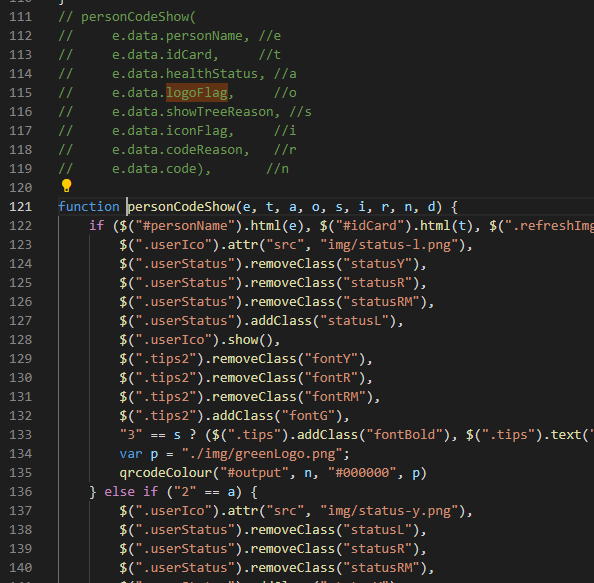 111 // personCodeShow(
112 // e.data.personName, //e
113 // e.data.idCard, //t
114 // e.data.healthStatus, //a
115 // e.data.logoFlag, //o
116 // e.data.showTreeReason, //s
117 // e.data.iconFlag, //i
118 // e.data.codeReason, //r
119 // e.data.code), //n
120
121 function personCodeShow(e, t, a, o, s, i, r, n, d) {
122 if ($("#personName").html(e), $("#idCard").html(t), $(".refreshImg
123 $(".userIco").attr("src", "img/status-l.png"),
124 $(".userStatus").removeClass("statusY"),
125 $(".userStatus").removeClass("statusR"),
126 $(".userStatus").removeClass("statusRM"),
127 $(".userStatus").addClass("statusL"),
128 $(".userIco").show(),
129 $(".tips2").removeClass("fontY"),
130 $(".tips2").removeClass("fontR"),
131 $(".tips2").removeClass("fontRM"),
132 $(".tips2").addClass("fontG"),
133 "3" == s ? ($(".tips").addClass("fontBold"), $(".tips").text("
134 var p = "./img/greenLogo.png";
135 qrcodeColour("#output", n, "#000000", p)
136 } else if ("2" == a) {
137 $(".userIco").attr("src", "img/status-y.png"),
138 $(".userStatus").removeClass("statusL"),
139 $(".userStatus").removeClass("statusR"),
140 $(".userStatus").removeClass("statusRM"),